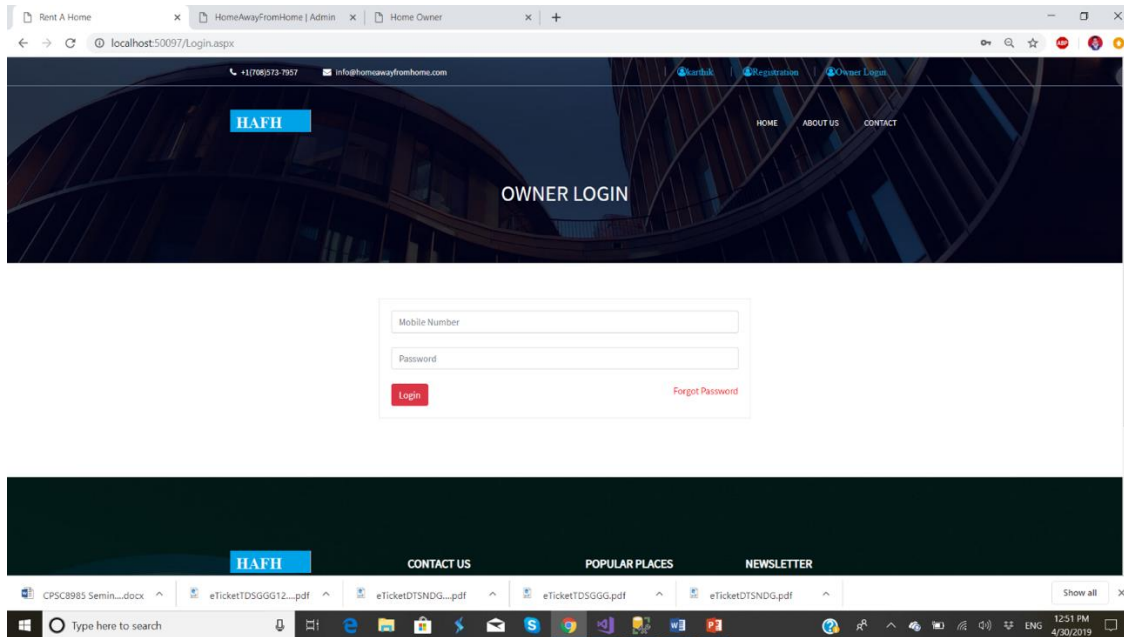 Rent A Home
HomeAwayFromHome | Admin
Home Owner
localhost:50097/Login.aspx
ABP
+1(708)573-7957
info@homeawayfromhome.com
karthik
Registration
Owner Login
HAFH
HOME
ABOUT US
CONTACT
OWNER LOGIN
Mobile Number
Password
Login
Forgot Password
HAFH
CONTACT US
POPULAR PLACES
NEWSLETTER
CPSC8985 Semin....docx
eTicketTDSGGG12....pdf
eTicketDTSNDG....pdf
eTicketTDSGGG.pdf
eTicketDTSNDG.pdf
Show all
Type here to search
ENG
12:51 PM
4/30/2019